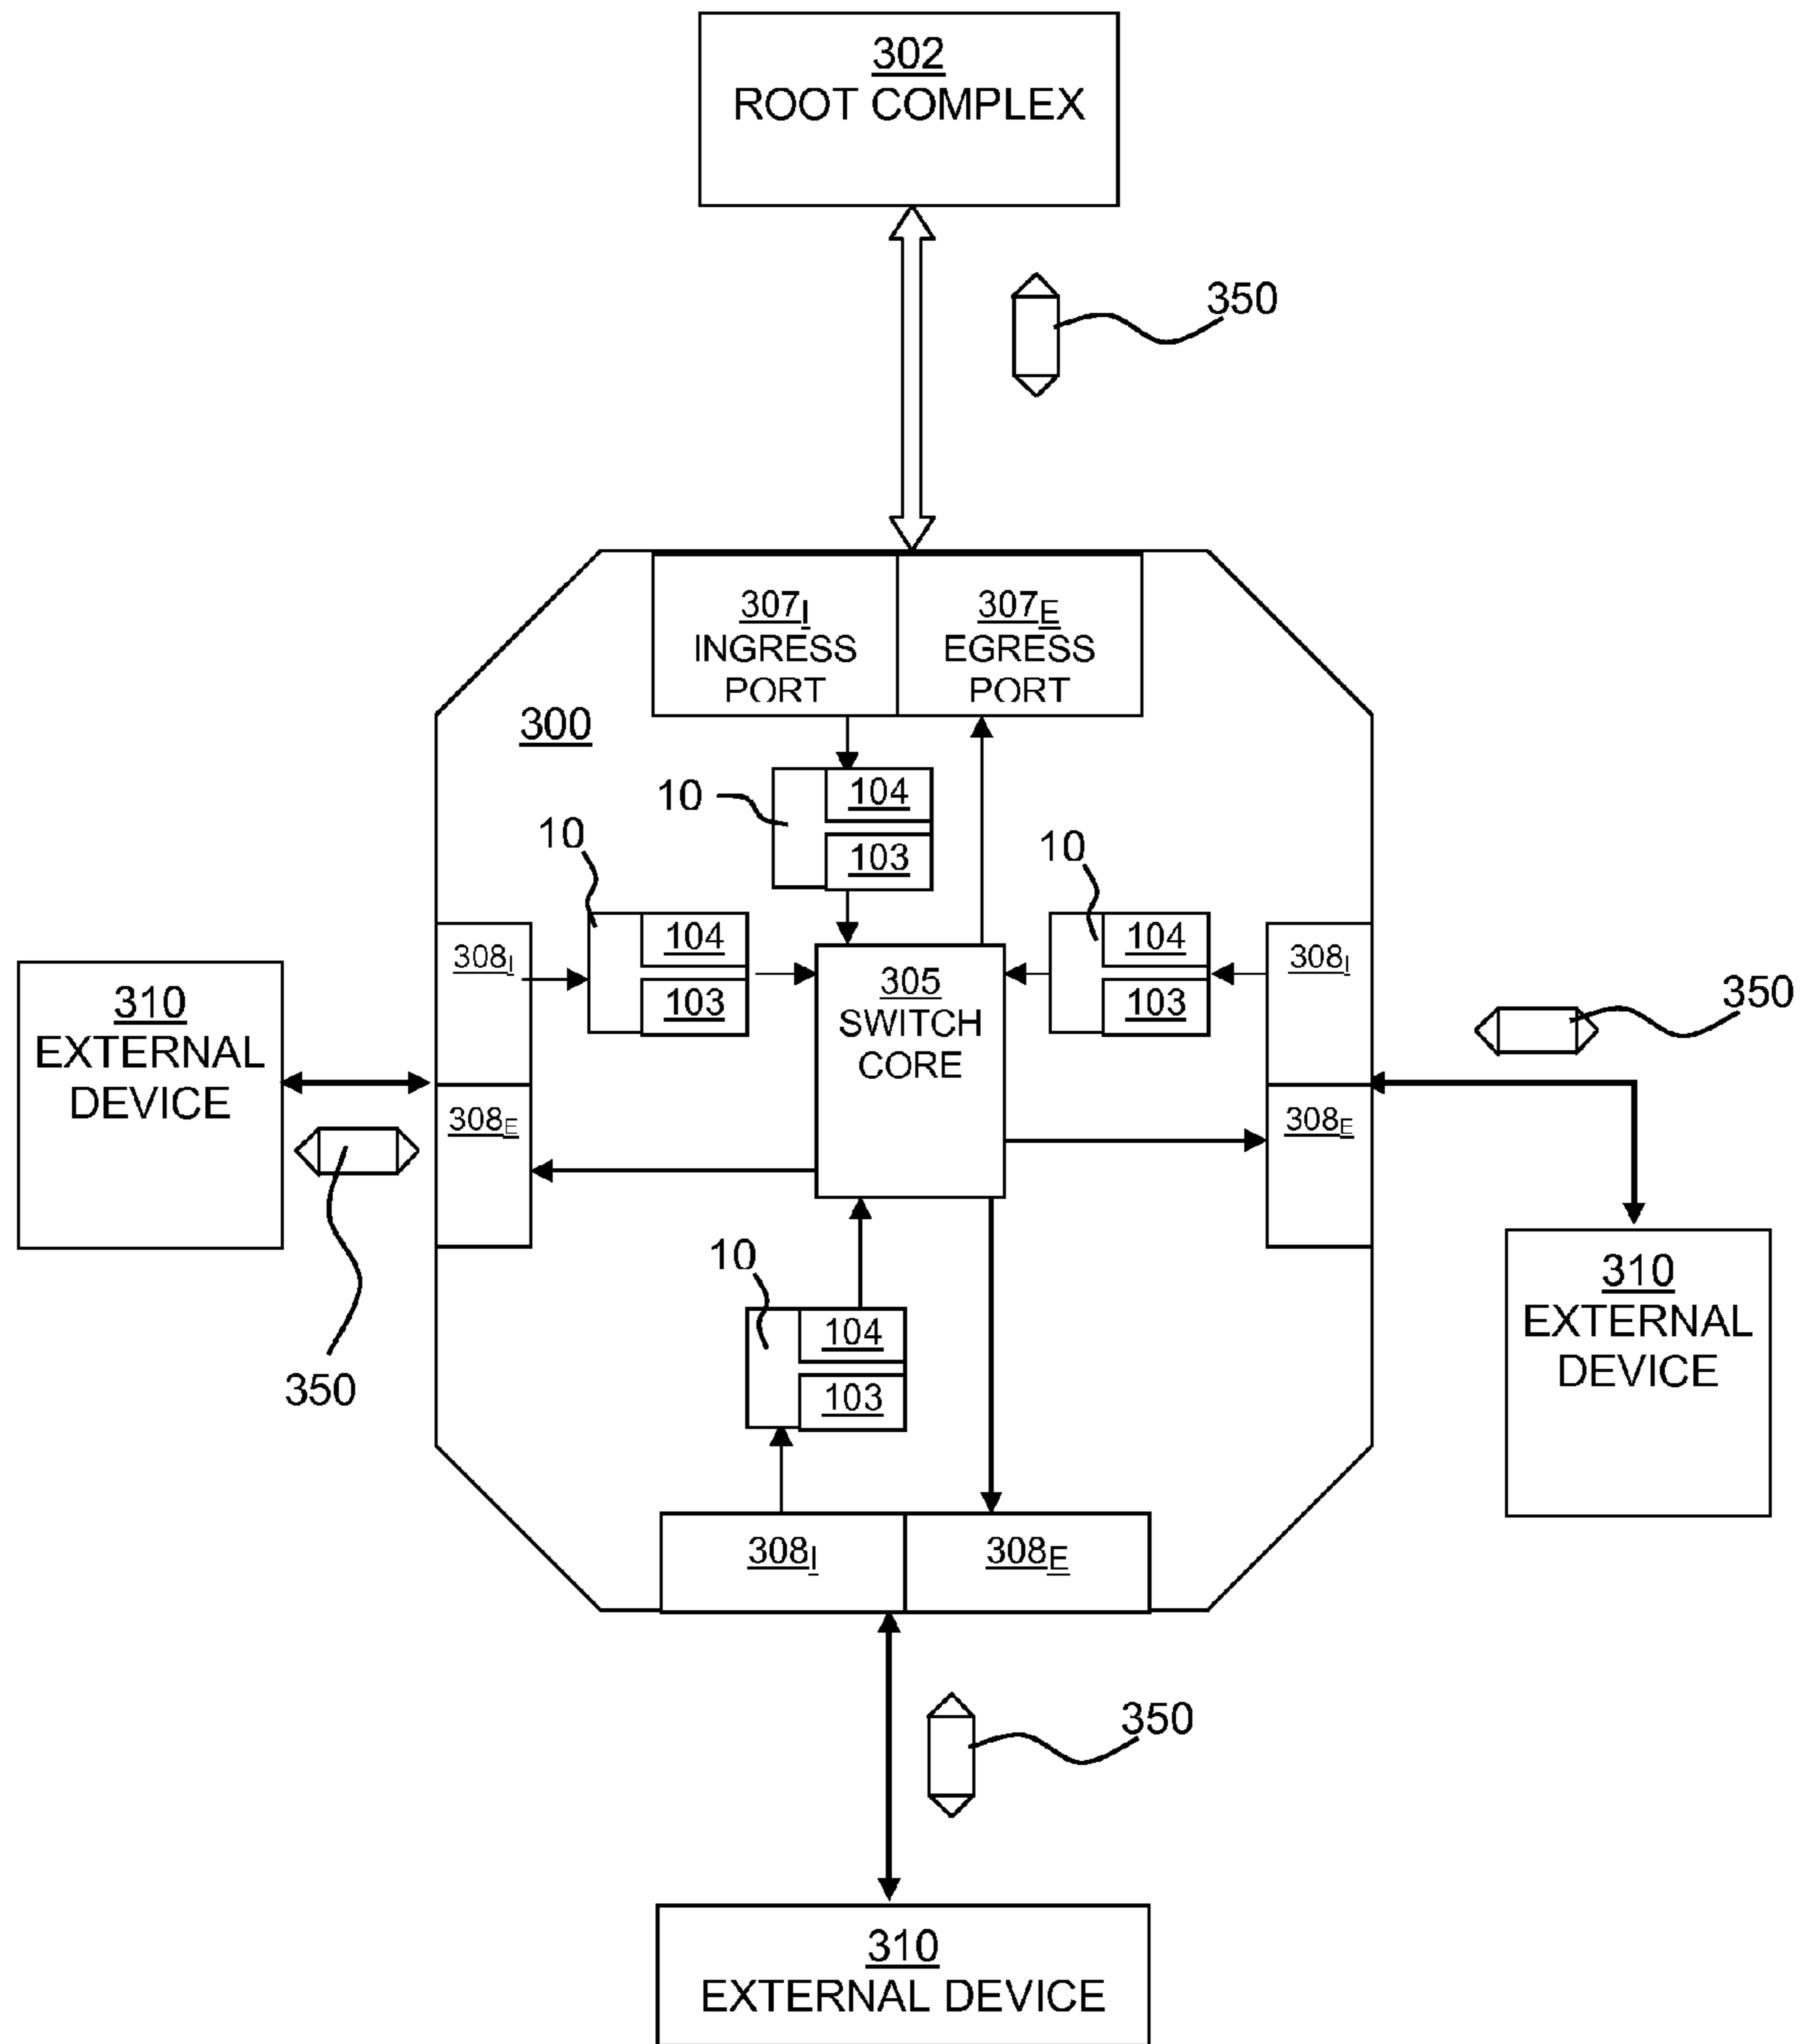 302
ROOT COMPLEX
350
307I
INGRESS
PORT
307E
EGRESS
PORT
300
10
104
103
10
104
103
10
104
103
308I
308E
305
SWITCH
CORE
308I
308E
310
EXTERNAL
DEVICE
350
350
310
EXTERNAL
DEVICE
10
104
103
308I
308E
350
310
EXTERNAL DEVICE